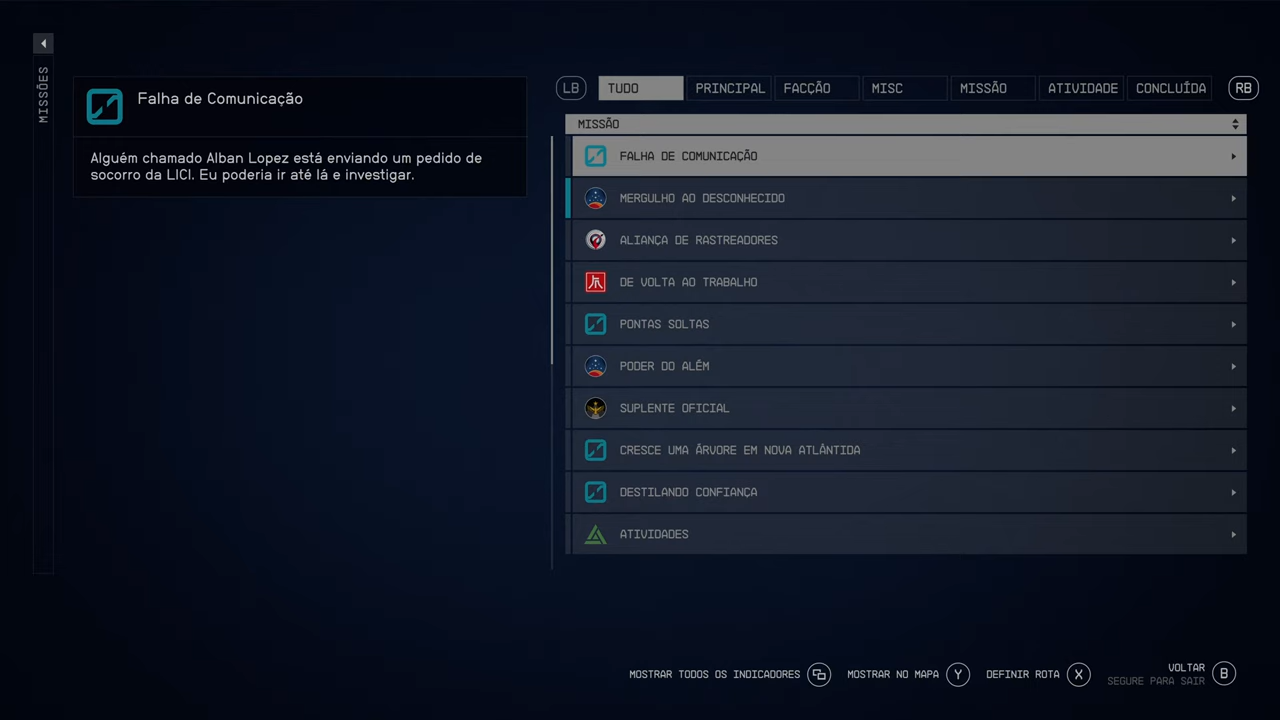 MISSÕES
Falha de Comunicação
Alguém chamado Alban Lopez está enviando um pedido de
socorro da LICI. Eu poderia ir até lá e investigar.
LB TUDO PRINCIPAL FACÇÃO MISC MISSÃO ATIVIDADE CONCLUÍDA RB
MISSÃO
FALHA DE COMUNICAÇÃO
MERGULHO AO DESCONHECIDO
ALIANÇA DE RASTREADORES
DE VOLTA AO TRABALHO
PONTAS SOLTAS
PODER DO ALÉM
SUPLENTE OFICIAL
CRESCE UMA ÁRVORE EM NOVA ATLÂNTIDA
DESTILANDO CONFIANÇA
ATIVIDADES
MOSTRAR TODOS OS INDICADORES MOSTRAR NO MAPA Y DEFINIR ROTA X VOLTAR B
SEGURE PARA SAIR